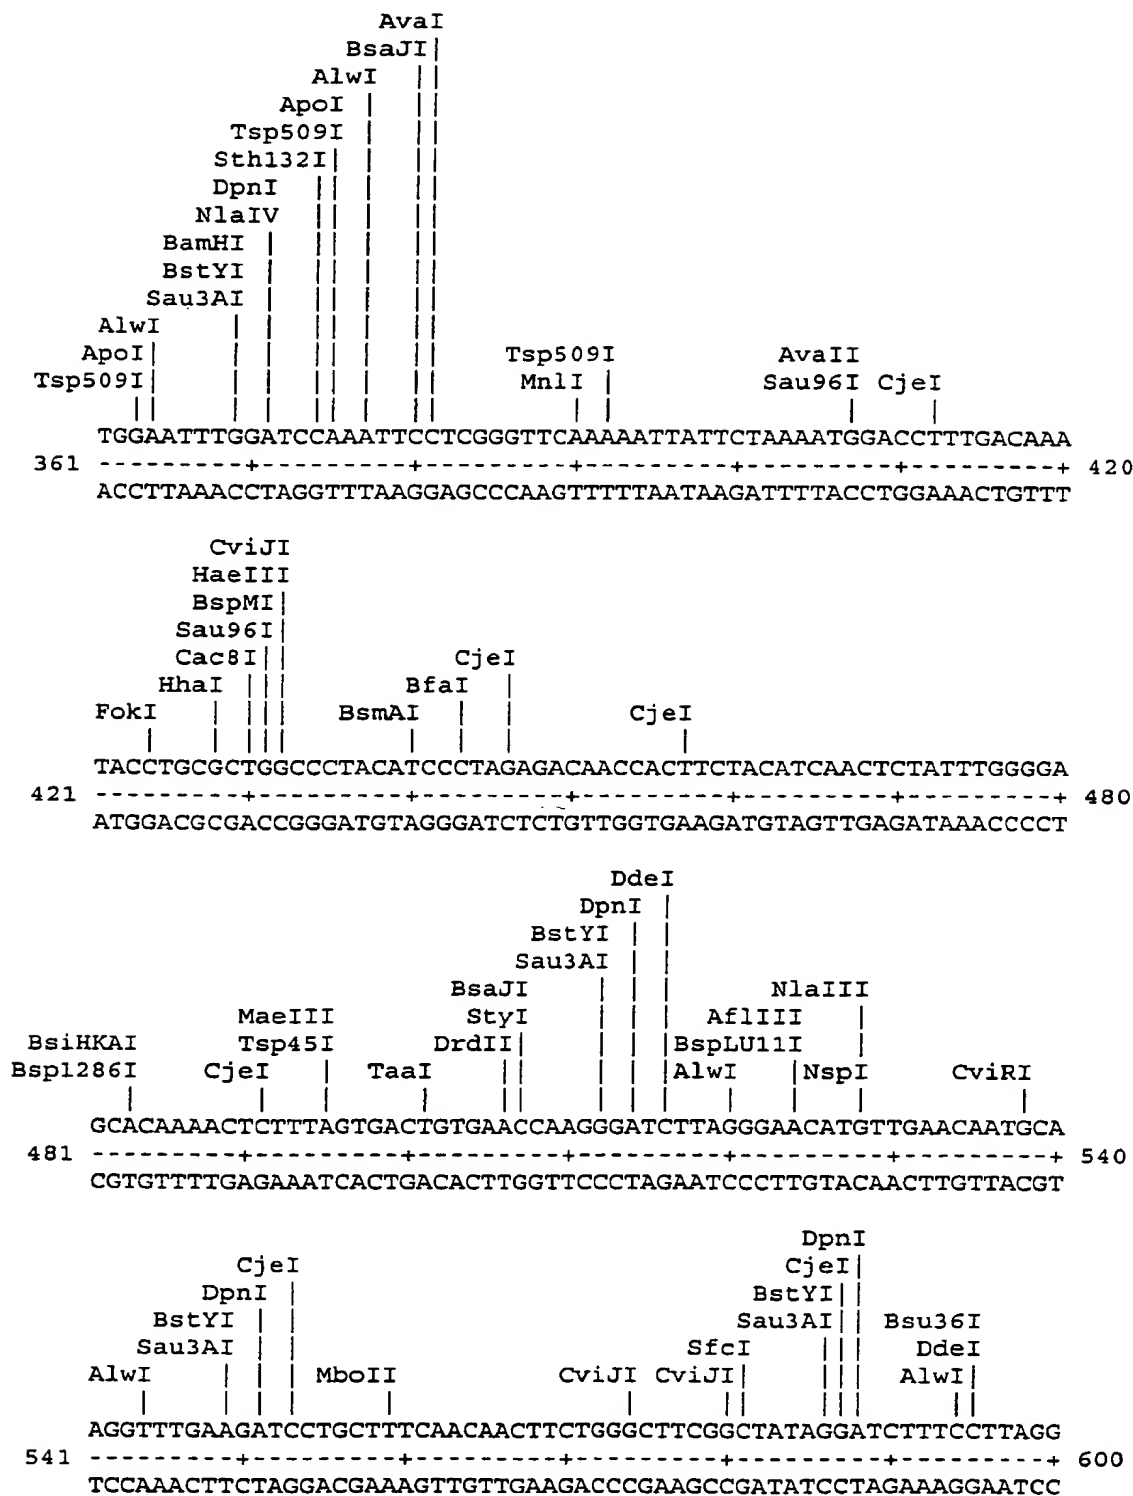 AvaI
BsaJI
AlwI
ApoI
Tsp509I
Sth132I
DpnI
NlaIV
BamHI
BstYI
Sau3AI
AlwI
ApoI Tsp509I AvaII
Tsp509I MnlI Sau96I CjeI
TGGAATTTGGATCCAAATTCCTCGGGTTCAAAAATTATTCTAAAATGGACCTTTGACAAA
361 ---------+---------+---------+---------+---------+---------+ 420
ACCTTAAACCTAGGTTTAAGGAGCCCAAGTTTTTAATAAGATTTTACCTGGAAACTGTTT
CviJI
HaeIII
BspMI
Sau96I
Cac8I CjeI
HhaI BfaI
FokI BsmAI CjeI
TACCTGCGCTGGCCCTACATCCCTAGAGACAACCACTTCTACATCAACTCTATTTGGGGA
421 ---------+---------+---------+---------+---------+---------+ 480
ATGGACGCGACCGGGATGTAGGGATCTCTGTTGGTGAAGATGTAGTTGAGATAAACCCCT
DdeI
DpnI
BstYI
Sau3AI
BsaJI NlaIII
MaeIII StyI AflIII
BsiHKAI Tsp45I DrdII BspLU11I
Bsp1286I CjeI TaaI AlwI NspI CviRI
GCACAAAACTCTTTAGTGACTGTGAACCAAGGGATCTTAGGGAACATGTTGAACAATGCA
481 ---------+---------+---------+---------+---------+---------+ 540
CGTGTTTTGAGAAATCACTGACACTTGGTTCCCTAGAATCCCTTGTACAACTTGTTACGT
DpnI
CjeI CjeI
DpnI BstYI
BstYI Sau3AI Bsu36I
Sau3AI SfcI DdeI
AlwI MboII CviJI CviJI AlwI
AGGTTTGAAGATCCTGCTTTCAACAACTTCTGGGCTTCGGCTATAGGATCTTTCCTTAGG
541 ---------+---------+---------+---------+---------+---------+ 600
TCCAAACTTCTAGGACGAAAGTTGTTGAAGACCCGAAGCCGATATCCTAGAAAGGAATCC